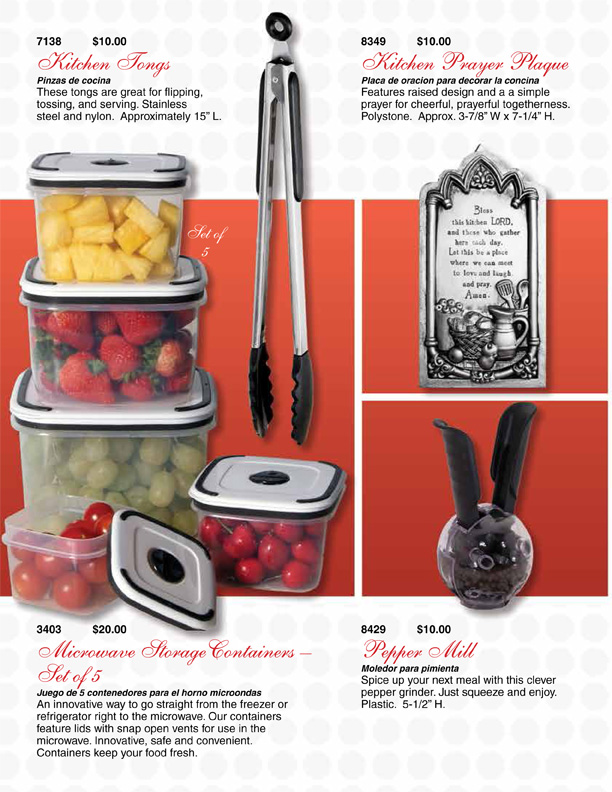 7138 $10.00
Kitchen Tongs
Pinzas de cocina
These tongs are great for flipping,
tossing, and serving. Stainless
steel and nylon. Approximately 15" L.
8349 $10.00
Kitchen Prayer Plaque
Placa de oracion para decorar la concina
Features raised design and a a simple
prayer for cheerful, prayerful togetherness.
Polystone. Approx. 3-7/8" W x 7-1/4" H.
Set of
5
Bless
this kitchen LORD,
and those who gather
here each day.
Let this be a place
where we can meet
to love and laugh
and pray.
Amen.
3403 $20.00
Microwave Storage Containers –
Set of 5
Juego de 5 contenedores para el horno microondas
An innovative way to go straight from the freezer or
refrigerator right to the microwave. Our containers
feature lids with snap open vents for use in the
microwave. Innovative, safe and convenient.
Containers keep your food fresh.
8429 $10.00
Pepper Mill
Moledor para pimienta
Spice up your next meal with this clever
pepper grinder. Just squeeze and enjoy.
Plastic. 5-1/2" H.